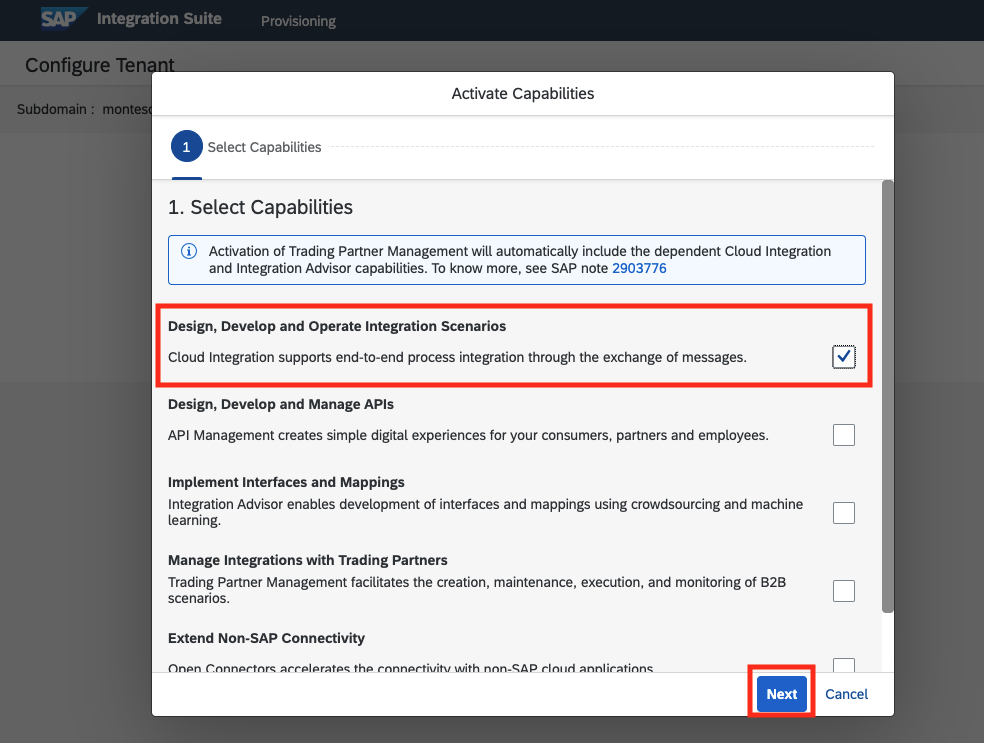 SAP Integration Suite Provisioning
Configure Tenant
Subdomain :
Activate Capabilities
1 Select Capabilities
1. Select Capabilities
Activation of Trading Partner Management will automatically include the dependent Cloud Integration
and Integration Advisor capabilities. To know more, see SAP note 2903776
Design, Develop and Operate Integration Scenarios
Cloud Integration supports end-to-end process integration through the exchange of messages.
Design, Develop and Manage APIs
API Management creates simple digital experiences for your consumers, partners and employees.
Implement Interfaces and Mappings
Integration Advisor enables development of interfaces and mappings using crowdsourcing and machine
learning.
Manage Integrations with Trading Partners
Trading Partner Management facilitates the creation, maintenance, execution, and monitoring of B2B
scenarios.
Extend Non-SAP Connectivity
Open Connectors accelerates the connectivity with non-SAP cloud applications.
Next Cancel